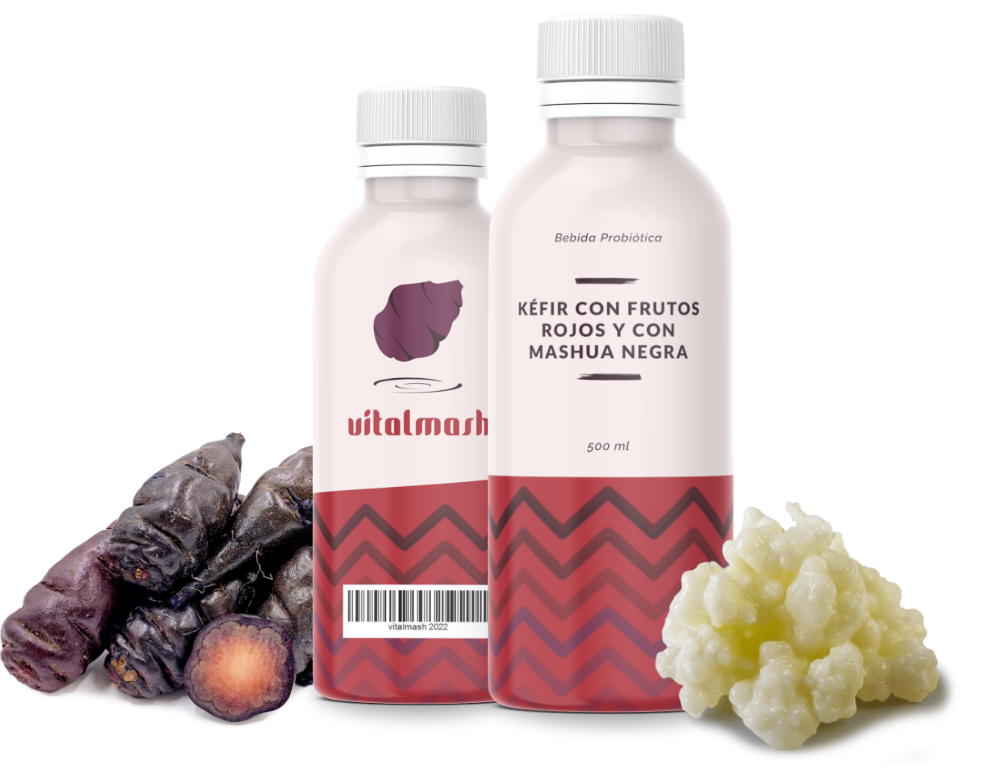 Bebida Probiótica
KÉFIR CON FRUTOS
ROJOS Y CON
MASHUA NEGRA
500 ml
vitalmash
vitalmash 2022